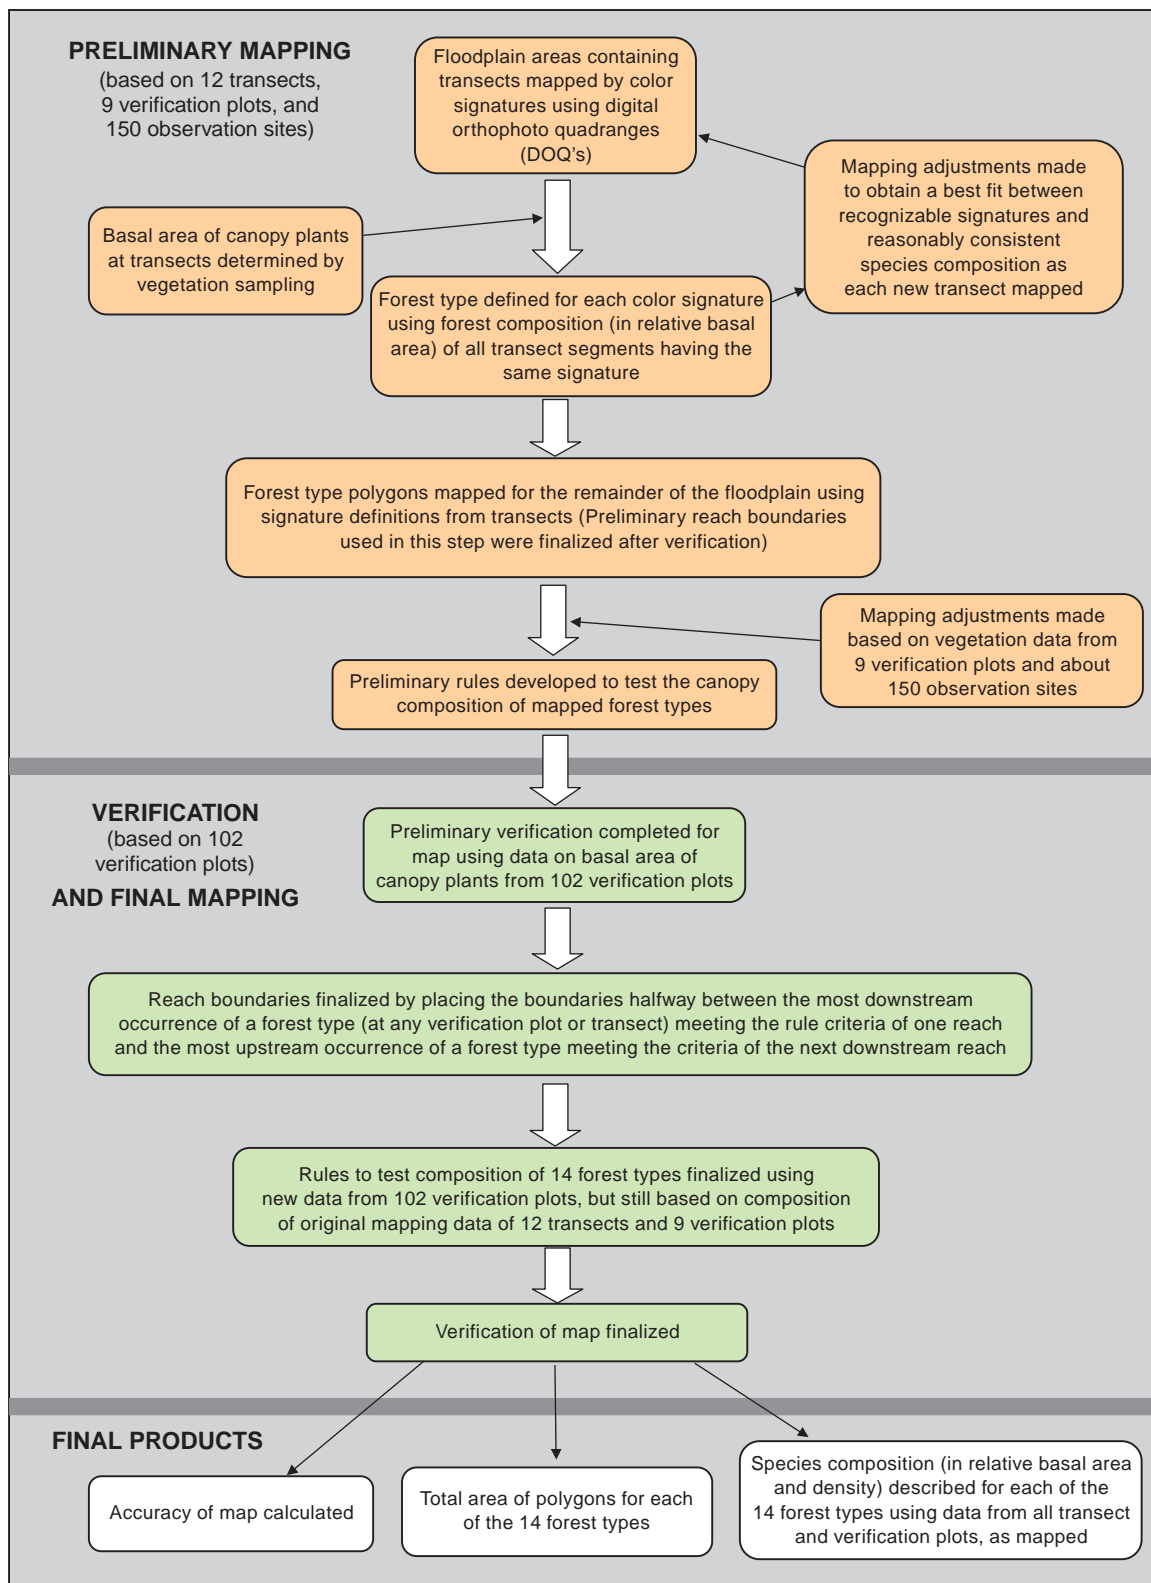 PRELIMINARY MAPPING
(based on 12 transects,
9 verification plots, and
150 observation sites)
Floodplain areas containing
transects mapped by color
signatures using digital
orthophoto quadranges
(DOQ's)
Mapping adjustments made
to obtain a best fit between
recognizable signatures and
reasonably consistent
species composition as
each new transect mapped
Basal area of canopy plants
at transects determined by
vegetation sampling
Forest type defined for each color signature
using forest composition (in relative basal
area) of all transect segments having the
same signature
Forest type polygons mapped for the remainder of the floodplain using
signature definitions from transects (Preliminary reach boundaries
used in this step were finalized after verification)
Mapping adjustments made
based on vegetation data from
9 verification plots and about
150 observation sites
Preliminary rules developed to test the canopy
composition of mapped forest types
VERIFICATION
(based on 102
verification plots)
AND FINAL MAPPING
Preliminary verification completed for
map using data on basal area of
canopy plants from 102 verification plots
Reach boundaries finalized by placing the boundaries halfway between the most downstream
occurrence of a forest type (at any verification plot or transect) meeting the rule criteria of one reach
and the most upstream occurrence of a forest type meeting the criteria of the next downstream reach
Rules to test composition of 14 forest types finalized using
new data from 102 verification plots, but still based on composition
of original mapping data of 12 transects and 9 verification plots
Verification of map finalized
FINAL PRODUCTS
Accuracy of map calculated
Total area of polygons for each
of the 14 forest types
Species composition (in relative basal area
and density) described for each of the
14 forest types using data from all transect
and verification plots, as mapped